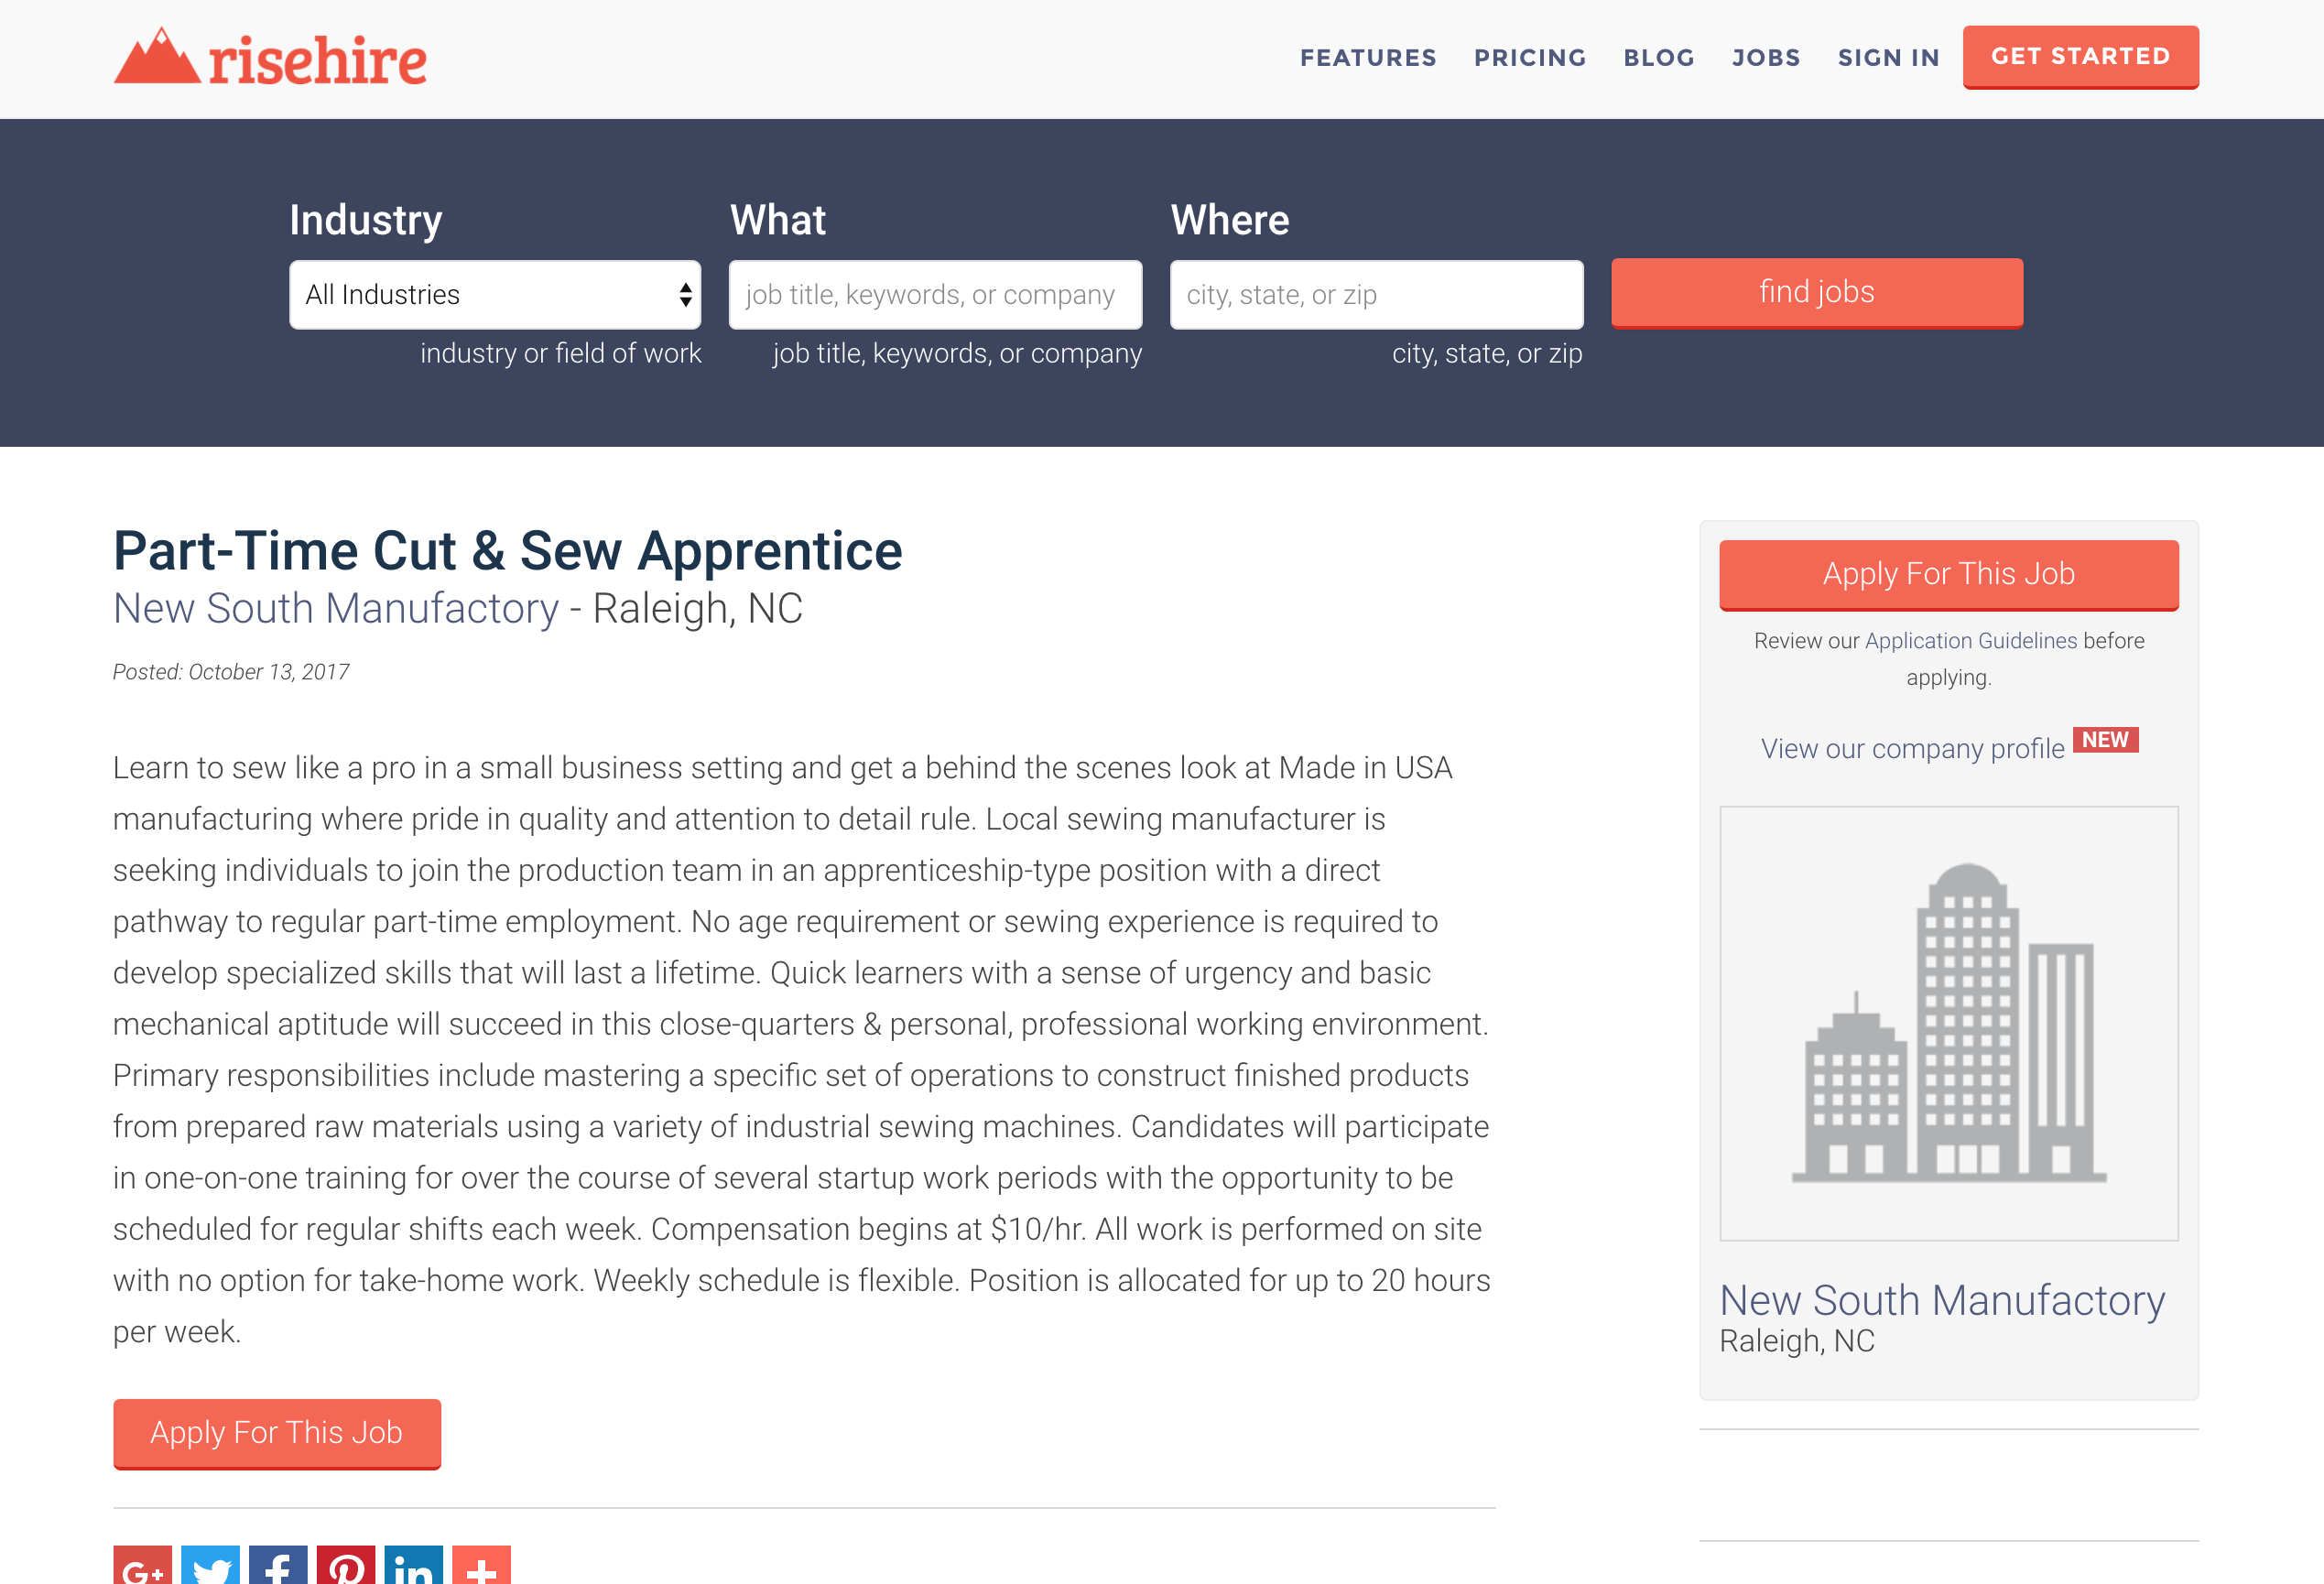 risehire
FEATURES PRICING BLOG JOBS SIGN IN GET STARTED
Industry What Where
All Industries job title, keywords, or company city, state, or zip find jobs
industry or field of work job title, keywords, or company city, state, or zip
Part-Time Cut & Sew Apprentice
New South Manufactory - Raleigh, NC
Posted: October 13, 2017
Learn to sew like a pro in a small business setting and get a behind the scenes look at Made in USA
manufacturing where pride in quality and attention to detail rule. Local sewing manufacturer is
seeking individuals to join the production team in an apprenticeship-type position with a direct
pathway to regular part-time employment. No age requirement or sewing experience is required to
develop specialized skills that will last a lifetime. Quick learners with a sense of urgency and basic
mechanical aptitude will succeed in this close-quarters & personal, professional working environment.
Primary responsibilities include mastering a specific set of operations to construct finished products
from prepared raw materials using a variety of industrial sewing machines. Candidates will participate
in one-on-one training for over the course of several startup work periods with the opportunity to be
scheduled for regular shifts each week. Compensation begins at $10/hr. All work is performed on site
with no option for take-home work. Weekly schedule is flexible. Position is allocated for up to 20 hours
per week.
Apply For This Job
G+ f in +
Apply For This Job
Review our Application Guidelines before
applying.
View our company profile NEW
New South Manufactory
Raleigh, NC